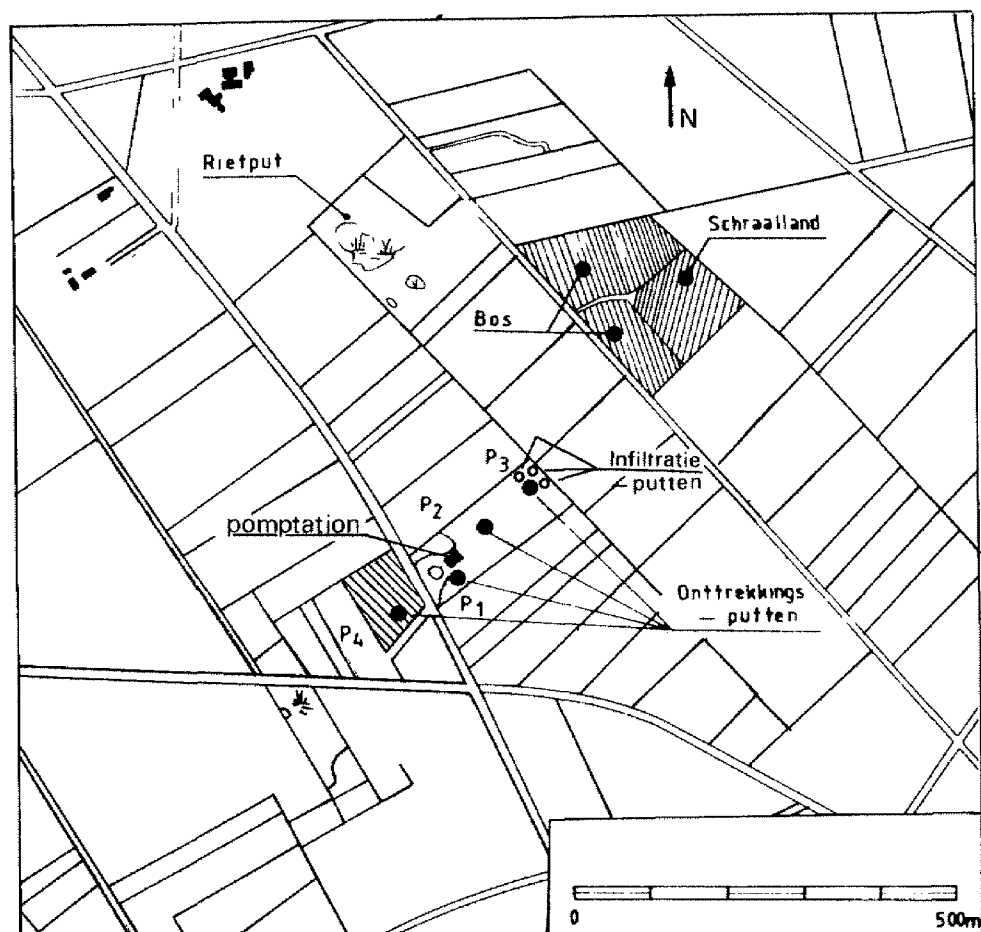 N
Rietput
Schraalland
Bos
P3
Infiltratie
– putten
P2
pomptation
Onttrekkings
– putten
P1
P4
0
500m